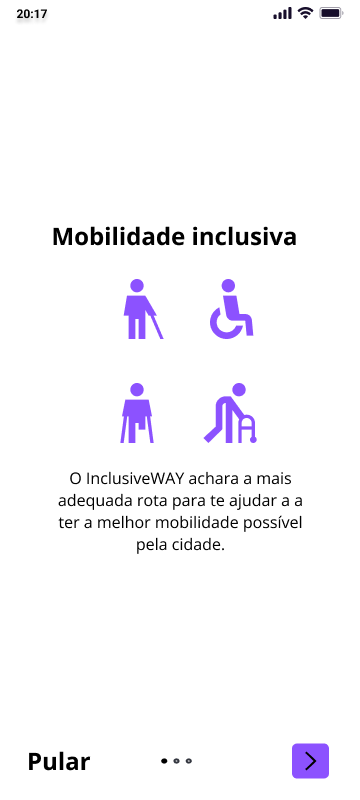 20:17
Mobilidade inclusiva
O InclusiveWAY achara a mais
adequada rota para te ajudar a a
ter a melhor mobilidade possível
pela cidade.
Pular